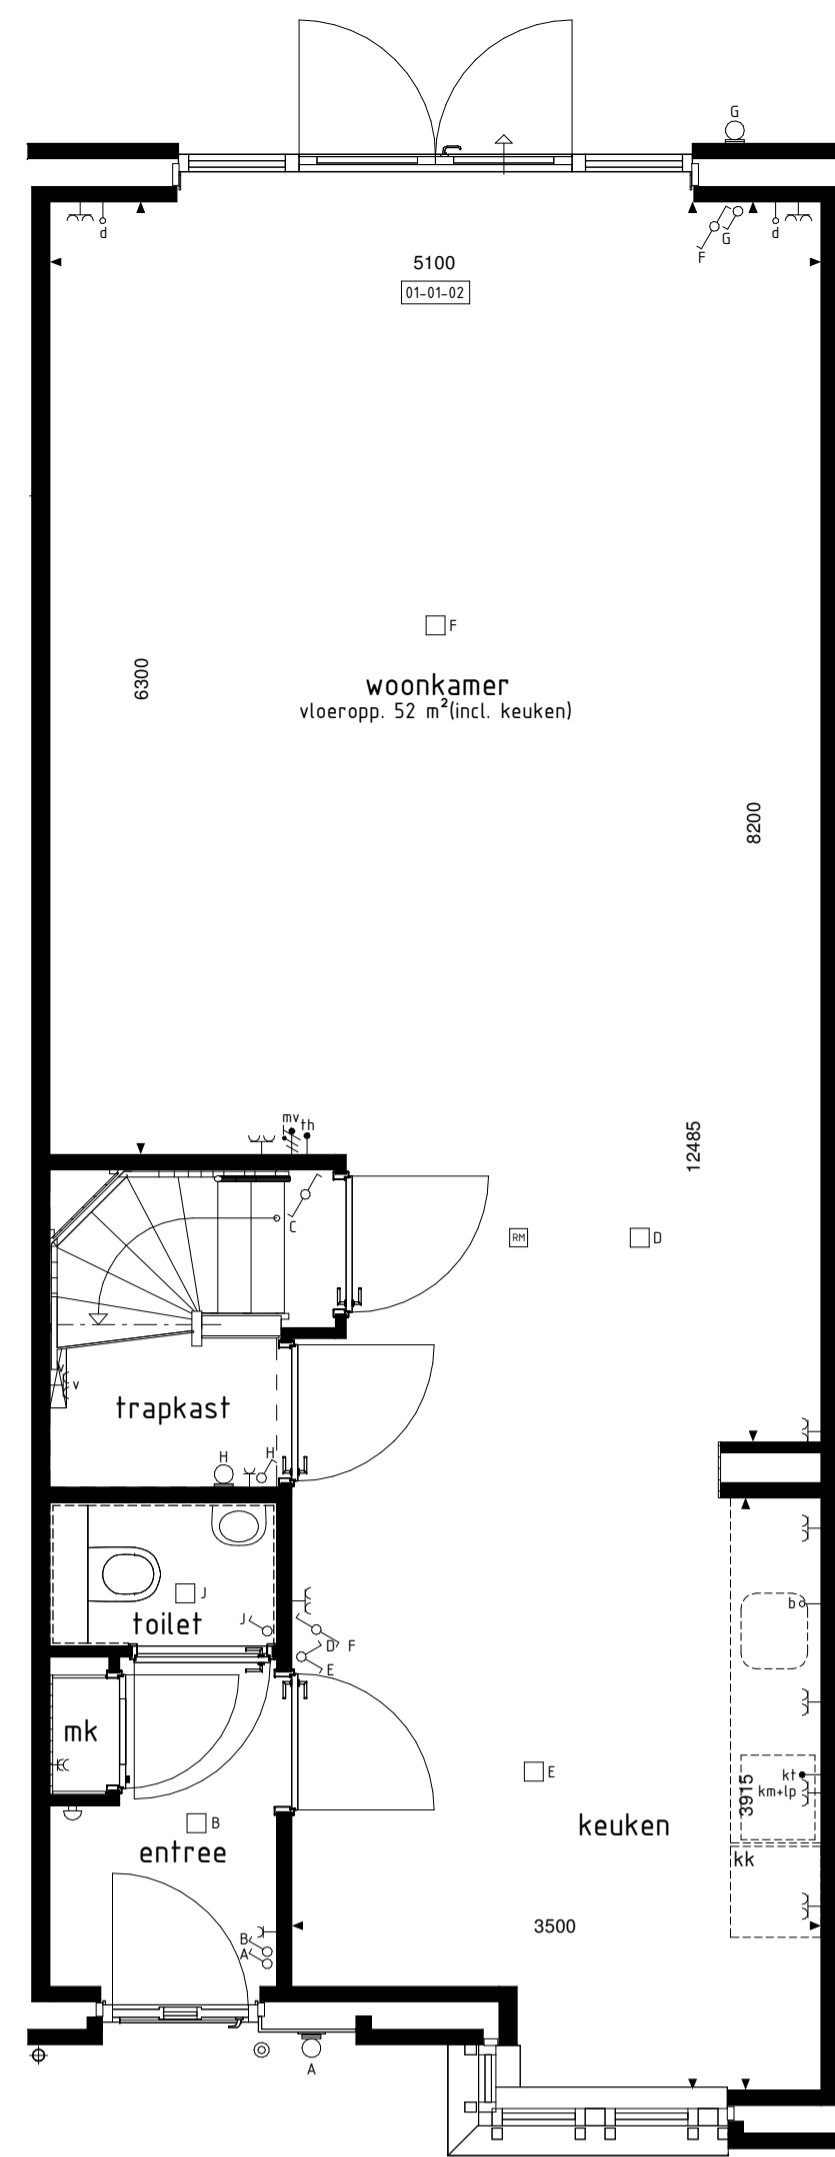 G
d
F
G
d
5100
01-01-02
F
woonkamer
vloeropp. 52 m²(incl. keuken)
6300
8200
12485
mv
th
C
RM
D
v
v
trapkast
H
H
J
toilet
J
D F
E
b
mk
E
kt
km+lp
3915
B
keuken
entree
kk
B
A
3500
A